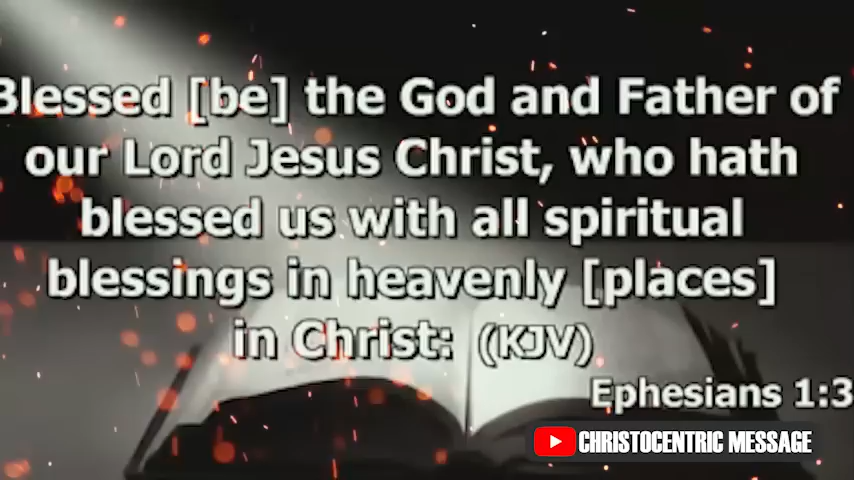 Blessed [be] the God and Father of
our Lord Jesus Christ, who hath
blessed us with all spiritual
blessings in heavenly [places]
in Christ: (KJV)
Ephesians 1:3
CHRISTOCENTRIC MESSAGE